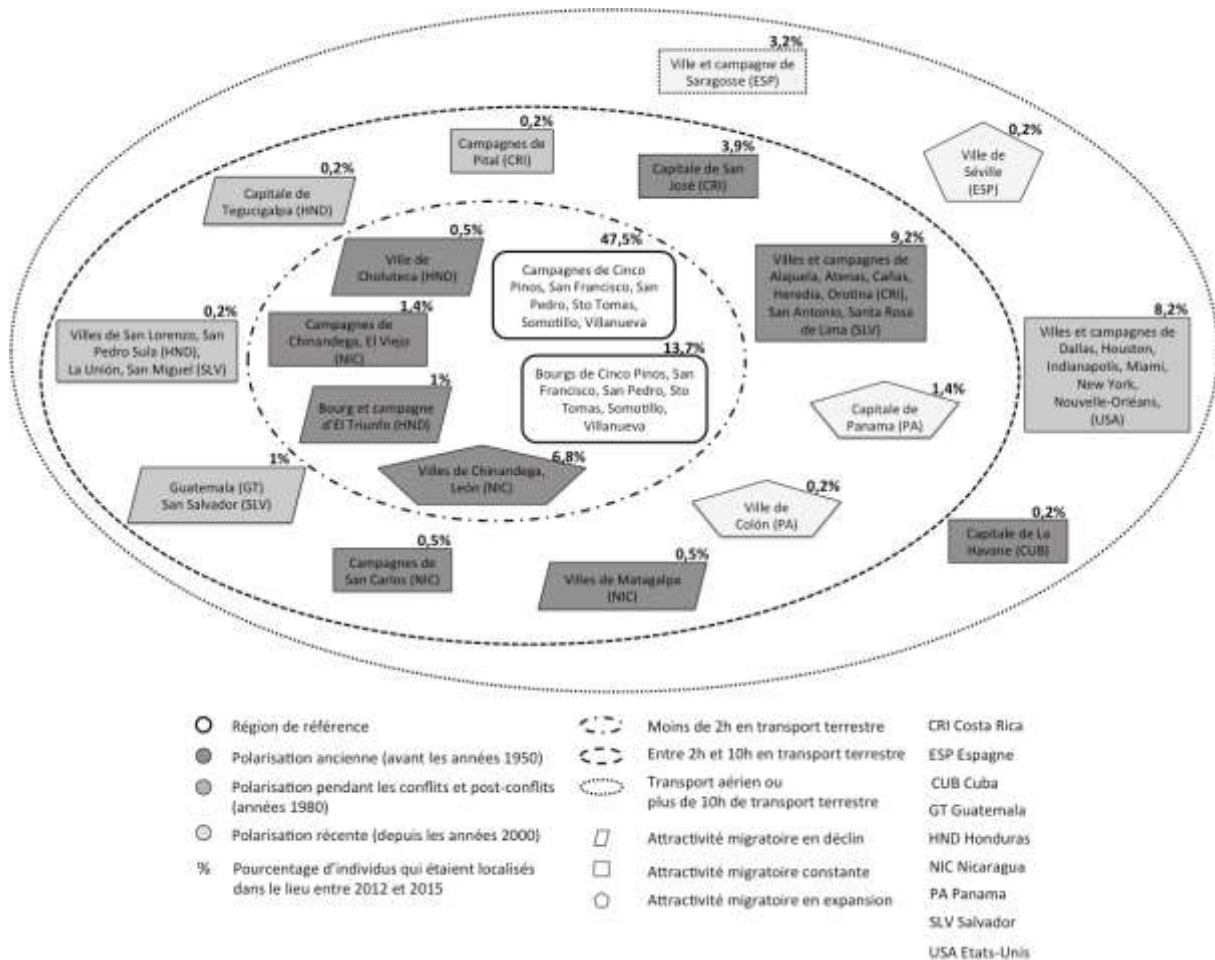 3,2%
Ville et campagne de
Saragosse (ESP)
0,2%
Campagnes de
Pital (CRI)
3,9%
Capitale de San
José (CRI)
0,2%
Ville de
Séville
(ESP)
0,2%
Capitale de
Tegucigalpa (HND)
0,5%
Ville de
Choluteca (HND)
47,5%
Campagnes de Cinco
Pinos, San Francisco, San
Pedro, Sto Tomas,
Somotillo, Villanueva
9,2%
Villes et campagnes de
Alajuela, Atenas, Cañas,
Heredia, Orotina (CRI),
San Antonio, Santa Rosa
de Lima (SLV)
0,2%
Villes de San Lorenzo, San
Pedro Sula (HND),
La Unión, San Miguel (SLV)
1,4%
Campagnes de
Chinandega, El Viejo
(NIC)
8,2%
Villes et campagnes de
Dallas, Houston,
Indianapolis, Miami,
New York,
Nouvelle-Orléans,
(USA)
13,7%
Bourgs de Cinco Pinos, San
Francisco, San Pedro, Sto
Tomas, Somotillo,
Villanueva
1%
Bourg et campagne
d'El Triunfo (HND)
1,4%
Capitale de
Panama (PA)
6,8%
Villes de Chinandega,
León (NIC)
1%
Guatemala (GT)
San Salvador (SLV)
0,2%
Ville de
Colón (PA)
0,2%
Capitale de La
Havane (CUB)
0,5%
Campagnes de
San Carlos (NIC)
0,5%
Villes de Matagalpa
(NIC)
Région de référence
Polarisation ancienne (avant les années 1950)
Polarisation pendant les conflits et post-conflits
(années 1980)
Polarisation récente (depuis les années 2000)
% Pourcentage d'individus qui étaient localisés
dans le lieu entre 2012 et 2015
Moins de 2h en transport terrestre
Entre 2h et 10h en transport terrestre
Transport aérien ou
plus de 10h de transport terrestre
Attractivité migratoire en déclin
Attractivité migratoire constante
Attractivité migratoire en expansion
CRI Costa Rica
ESP Espagne
CUB Cuba
GT Guatemala
HND Honduras
NIC Nicaragua
PA Panama
SLV Salvador
USA Etats-Unis